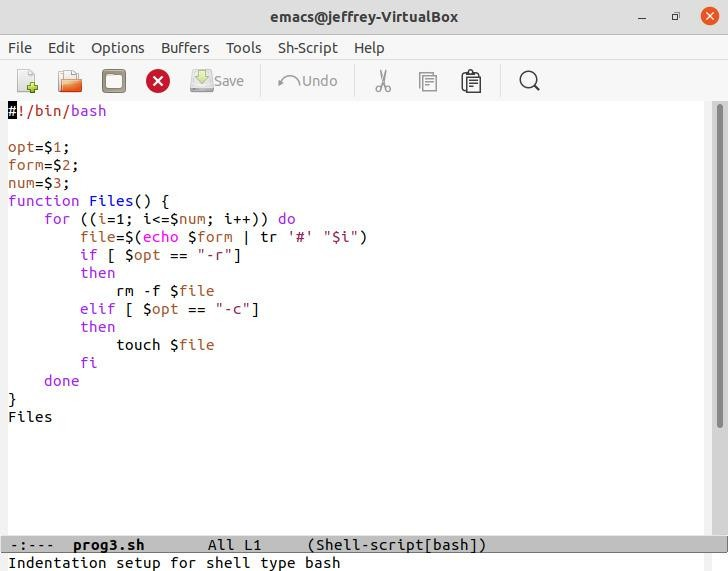 emacs@jeffrey-VirtualBox
File Edit Options Buffers Tools Sh-Script Help
Save Undo
#!/bin/bash

opt=$1;
form=$2;
num=$3;
function Files() {
    for ((i=1; i<=$num; i++)) do
        file=$(echo $form | tr '#' "$i")
        if [ $opt == "-r"]
        then
            rm -f $file
        elif [ $opt == "-c"]
        then
            touch $file
        fi
    done
}
Files
-:---  prog3.sh       All L1     (Shell-script[bash])
Indentation setup for shell type bash